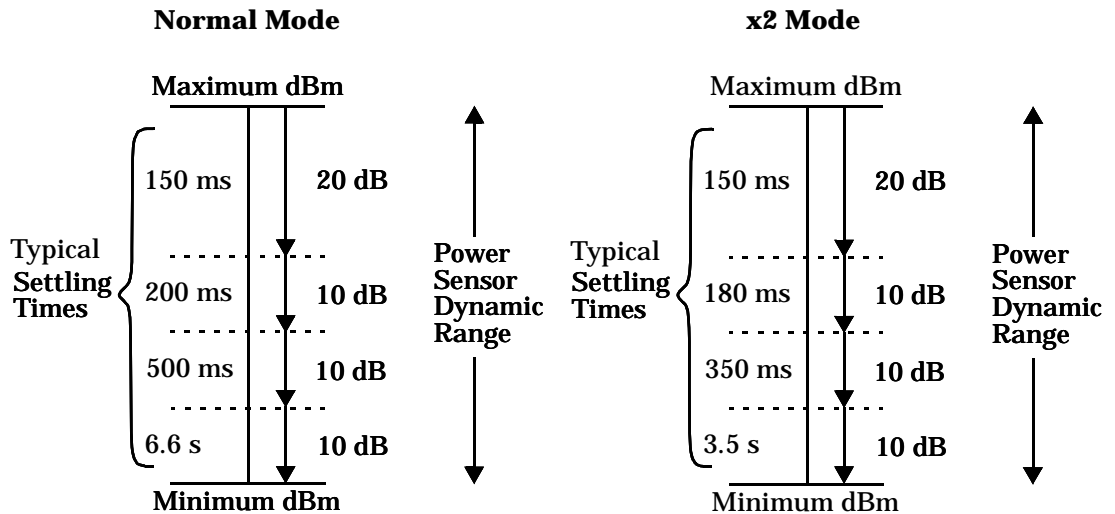 Normal Mode
Maximum dBm
150 ms
20 dB
Typical
Settling
Times
200 ms
10 dB
500 ms
10 dB
6.6 s
10 dB
Minimum dBm
Power
Sensor
Dynamic
Range
x2 Mode
Maximum dBm
150 ms
20 dB
Typical
Settling
Times
180 ms
10 dB
350 ms
10 dB
3.5 s
10 dB
Minimum dBm
Power
Sensor
Dynamic
Range